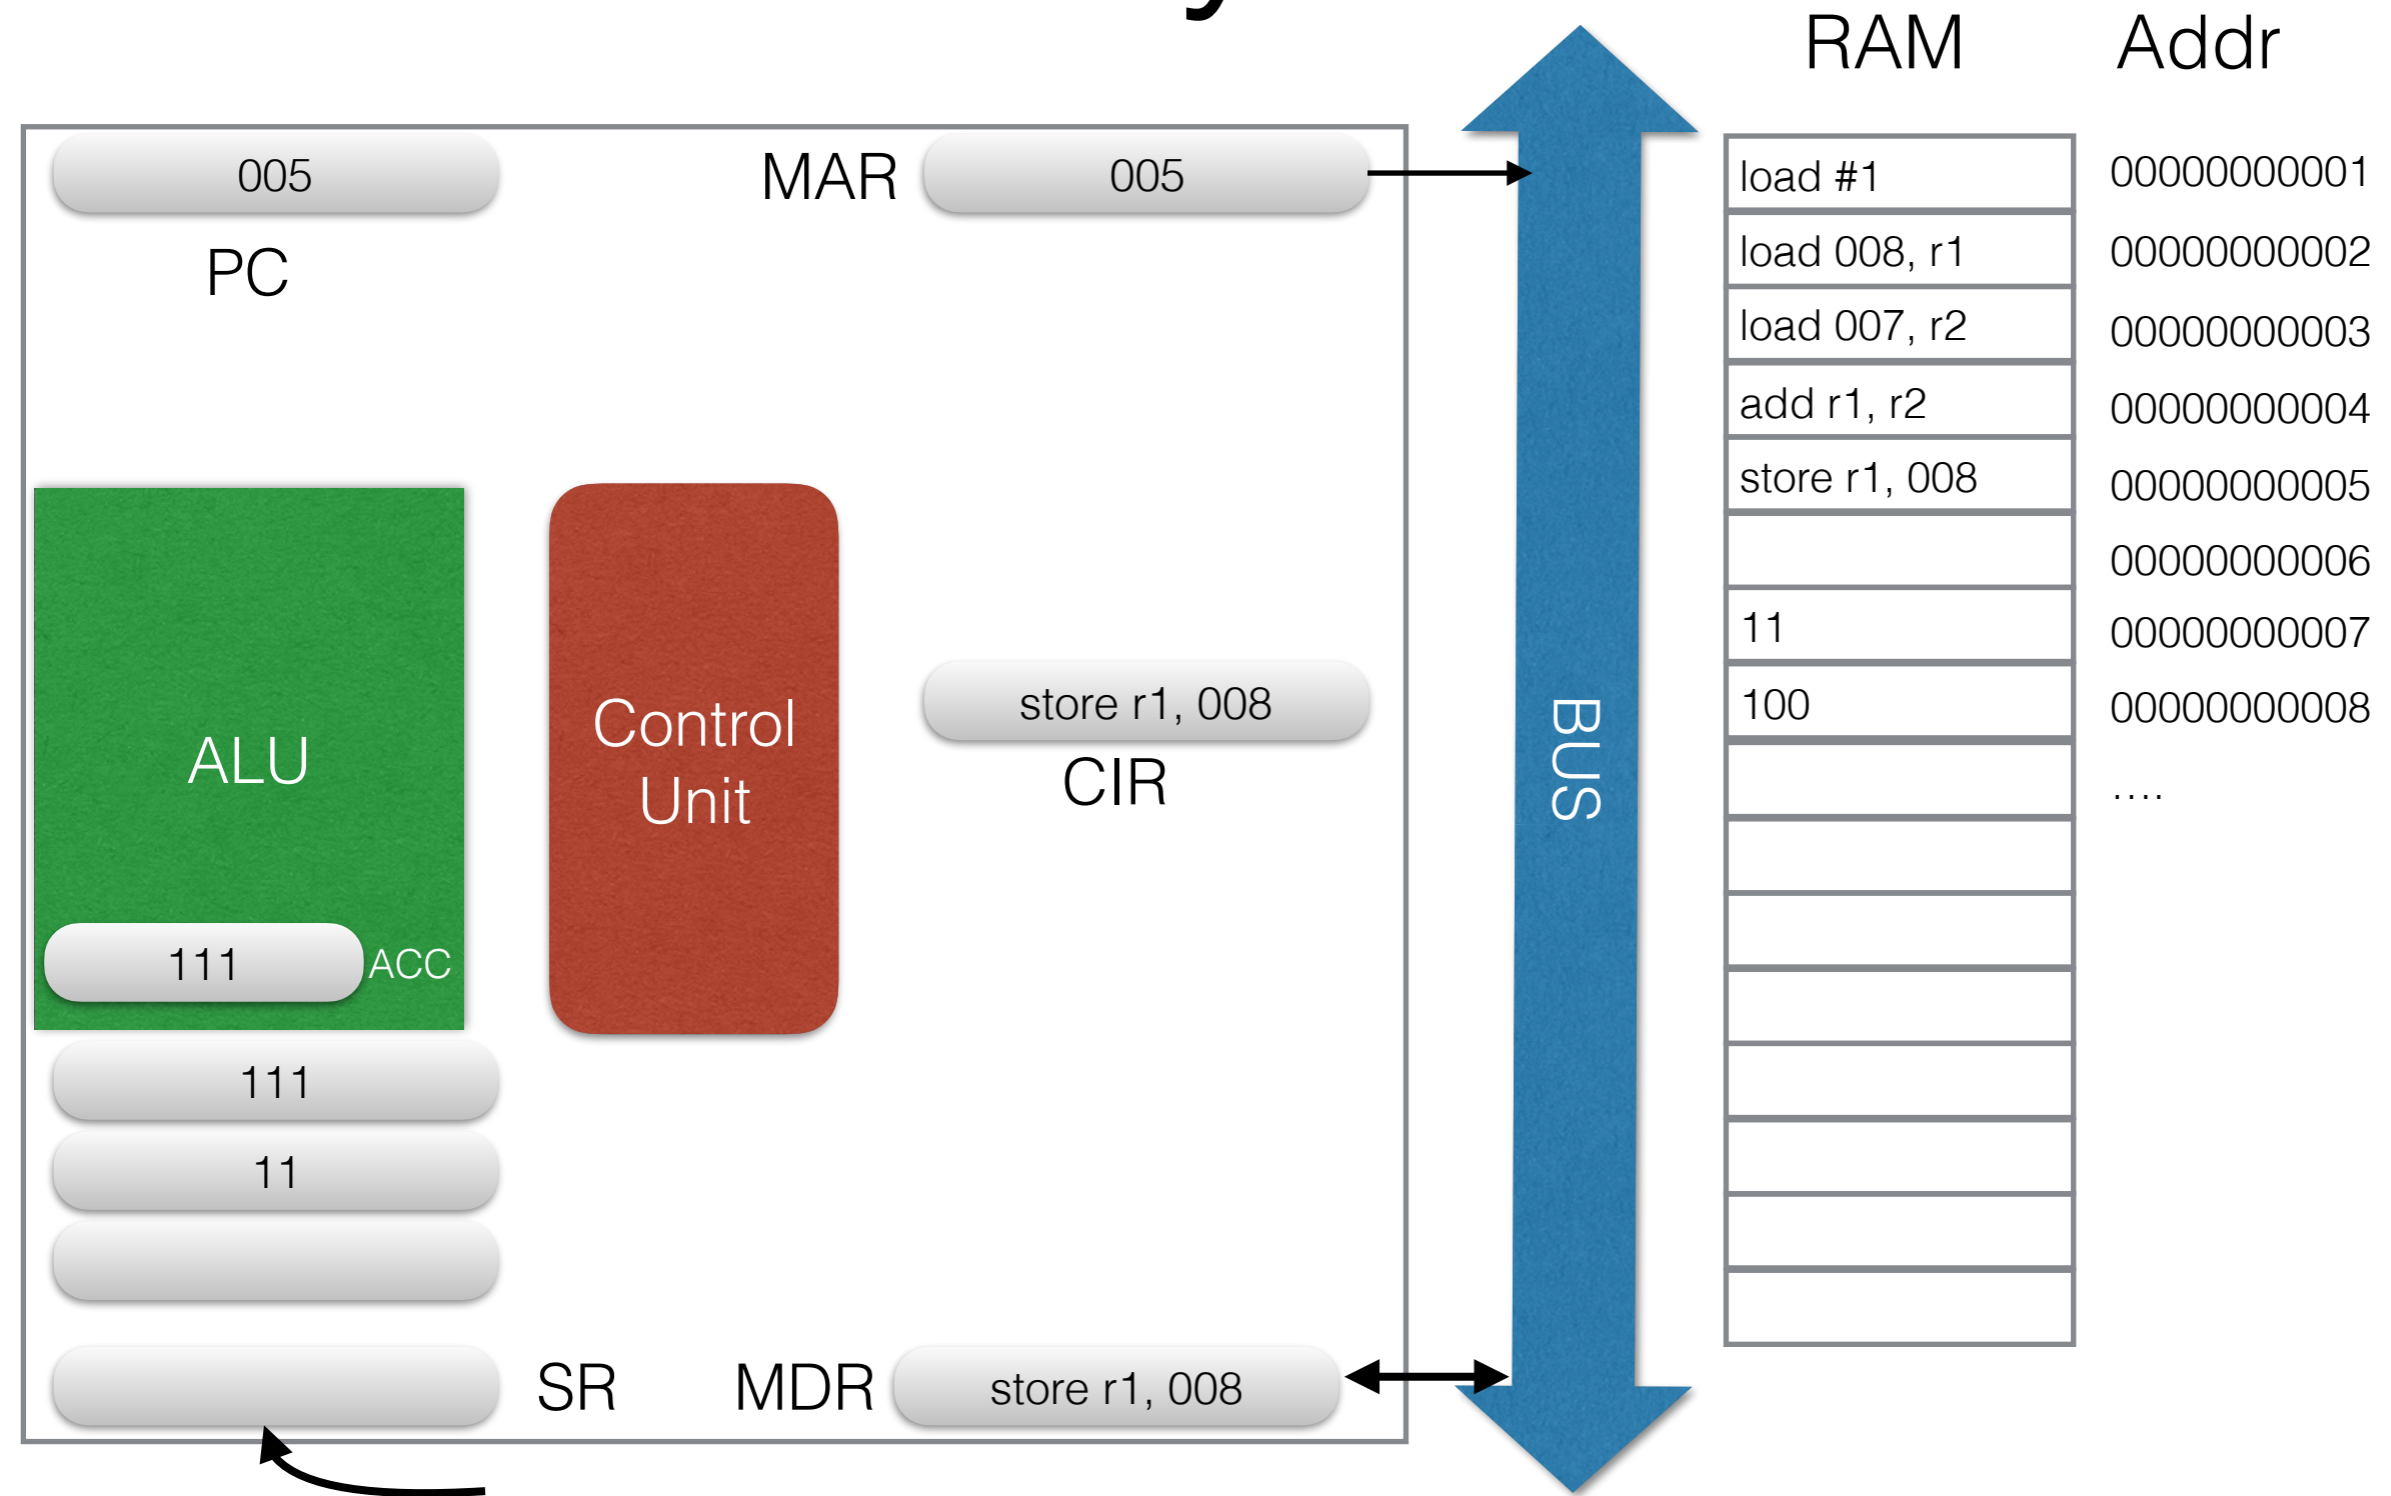 RAM Addr
005
PC
MAR 005
ALU
111 ACC
111
11
Control
Unit
store r1, 008
CIR
SR
MDR store r1, 008
BUS
load #1 00000000001
load 008, r1 00000000002
load 007, r2 00000000003
add r1, r2 00000000004
store r1, 008 00000000005
00000000006
11 00000000007
100 00000000008
....